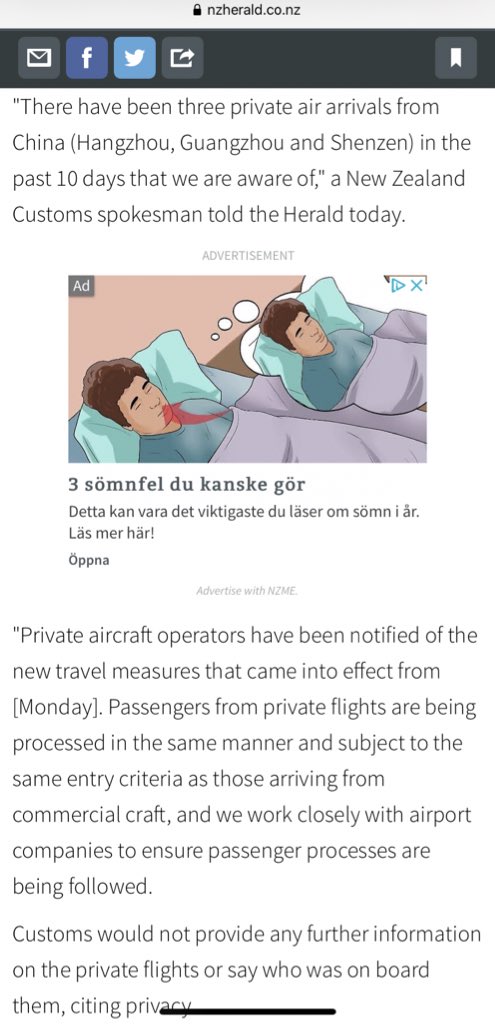 nzherald.co.nz
"There have been three private air arrivals from
China (Hangzhou, Guangzhou and Shenzen) in the
past 10 days that we are aware of," a New Zealand
Customs spokesman told the Herald today.
ADVERTISEMENT
Ad
3 sömnfel du kanske gör
Detta kan vara det viktigaste du läser om sömn i år.
Läs mer här!
Öppna
Advertise with NZME.
"Private aircraft operators have been notified of the
new travel measures that came into effect from
[Monday]. Passengers from private flights are being
processed in the same manner and subject to the
same entry criteria as those arriving from
commercial craft, and we work closely with airport
companies to ensure passenger processes are
being followed.
Customs would not provide any further information
on the private flights or say who was on board
them, citing privacy